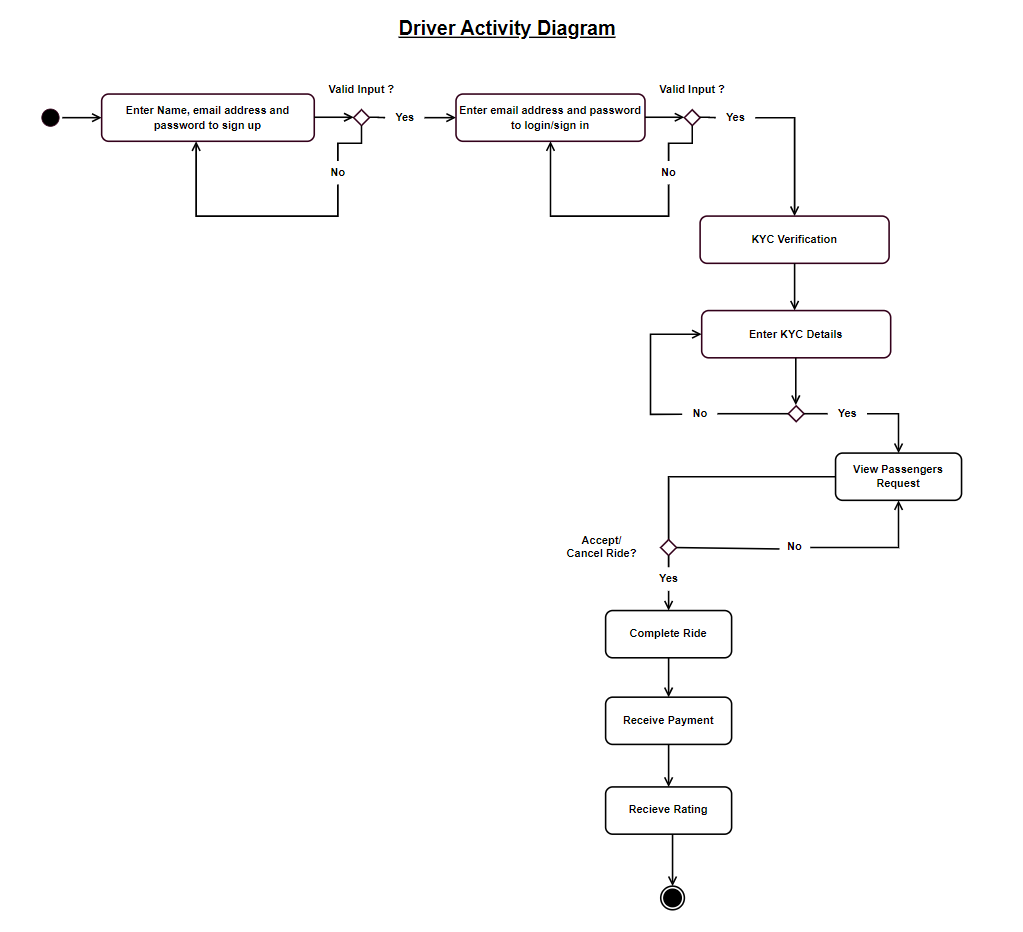 Driver Activity Diagram
Valid Input ?
Valid Input ?
Enter Name, email address and
password to sign up
Yes
Enter email address and password
to login/sign in
Yes
No
No
KYC Verification
Enter KYC Details
No
Yes
View Passengers
Request
Accept/
Cancel Ride?
No
Yes
Complete Ride
Receive Payment
Recieve Rating